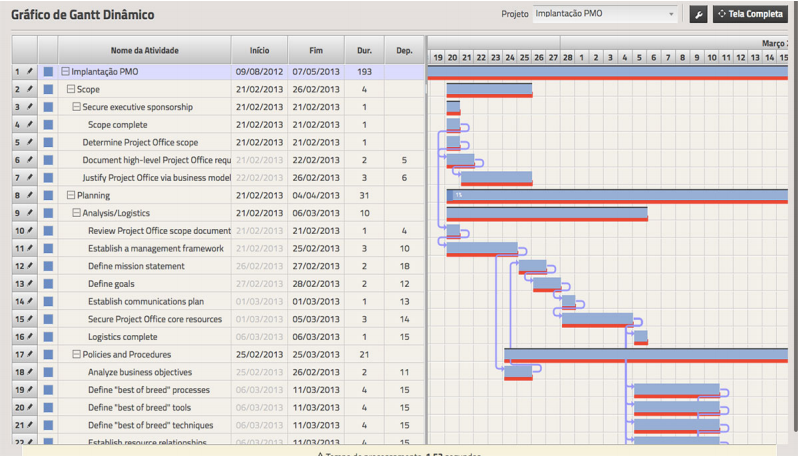 Gráfico de Gantt Dinâmico
Projeto Implantação PMO Tela Completa
Nome da Atividade Início Fim Dur. Dep.
Março
19 20 21 22 23 24 25 26 27 28 1 2 3 4 5 6 7 8 9 10 11 12 13 14 15
1 Implantação PMO 09/08/2012 07/05/2013 193
2 Scope 21/02/2013 26/02/2013 4
3 Secure executive sponsorship 21/02/2013 21/02/2013 1
4 Scope complete 21/02/2013 21/02/2013 1
5 Determine Project Office scope 21/02/2013 21/02/2013 1
6 Document high-level Project Office requ 21/02/2013 22/02/2013 2 5
7 Justify Project Office via business model 22/02/2013 26/02/2013 3 6
8 Planning 21/02/2013 04/04/2013 31
9 Analysis/Logistics 21/02/2013 06/03/2013 10
10 Review Project Office scope document 21/02/2013 21/02/2013 1 4
11 Establish a management framework 21/02/2013 25/02/2013 3 10
12 Define mission statement 26/02/2013 27/02/2013 2 18
13 Define goals 27/02/2013 28/02/2013 2 12
14 Establish communications plan 01/03/2013 01/03/2013 1 13
15 Secure Project Office core resources 01/03/2013 05/03/2013 3 14
16 Logistics complete 06/03/2013 06/03/2013 15
17 Policies and Procedures 25/02/2013 25/03/2013 21
18 Analyze business objectives 25/02/2013 26/02/2013 2 11
19 Define "best of breed" processes 06/03/2013 11/03/2013 4 15
20 Define "best of breed" tools 06/03/2013 11/03/2013 4 15
21 Define "best of breed" techniques 06/03/2013 11/03/2013 4 15
22 Establish resource relationships 06/03/2013 11/03/2013 4 15
Tempo de processamento 1.52 segundos